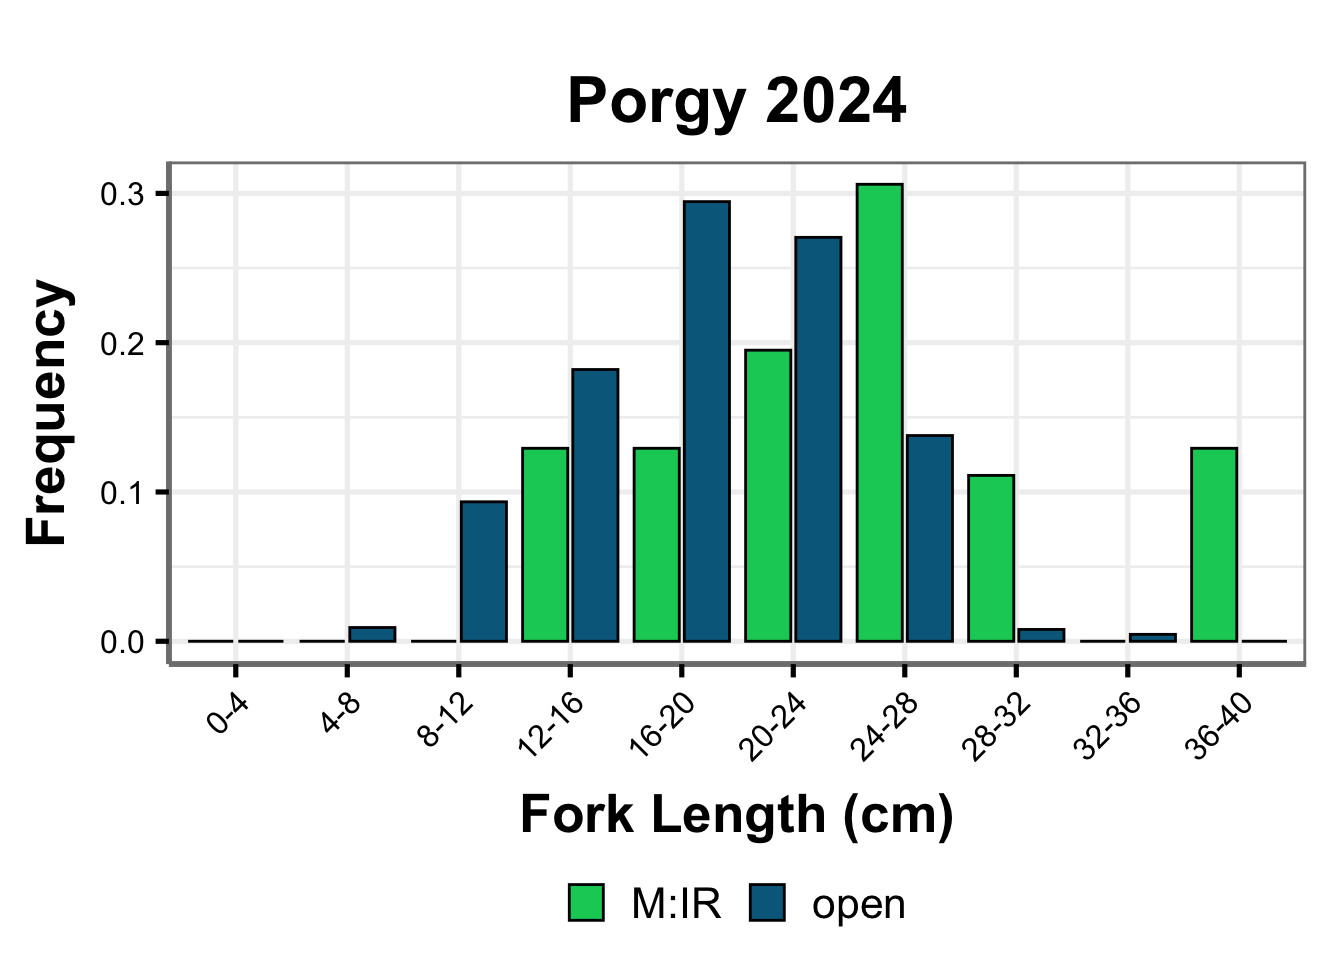 Porgy 2024
Frequency
0.3
0.2
0.1
0.0
0-4
4-8
8-12
12-16
16-20
20-24
24-28
28-32
32-36
36-40
Fork Length (cm)
M:IR
open